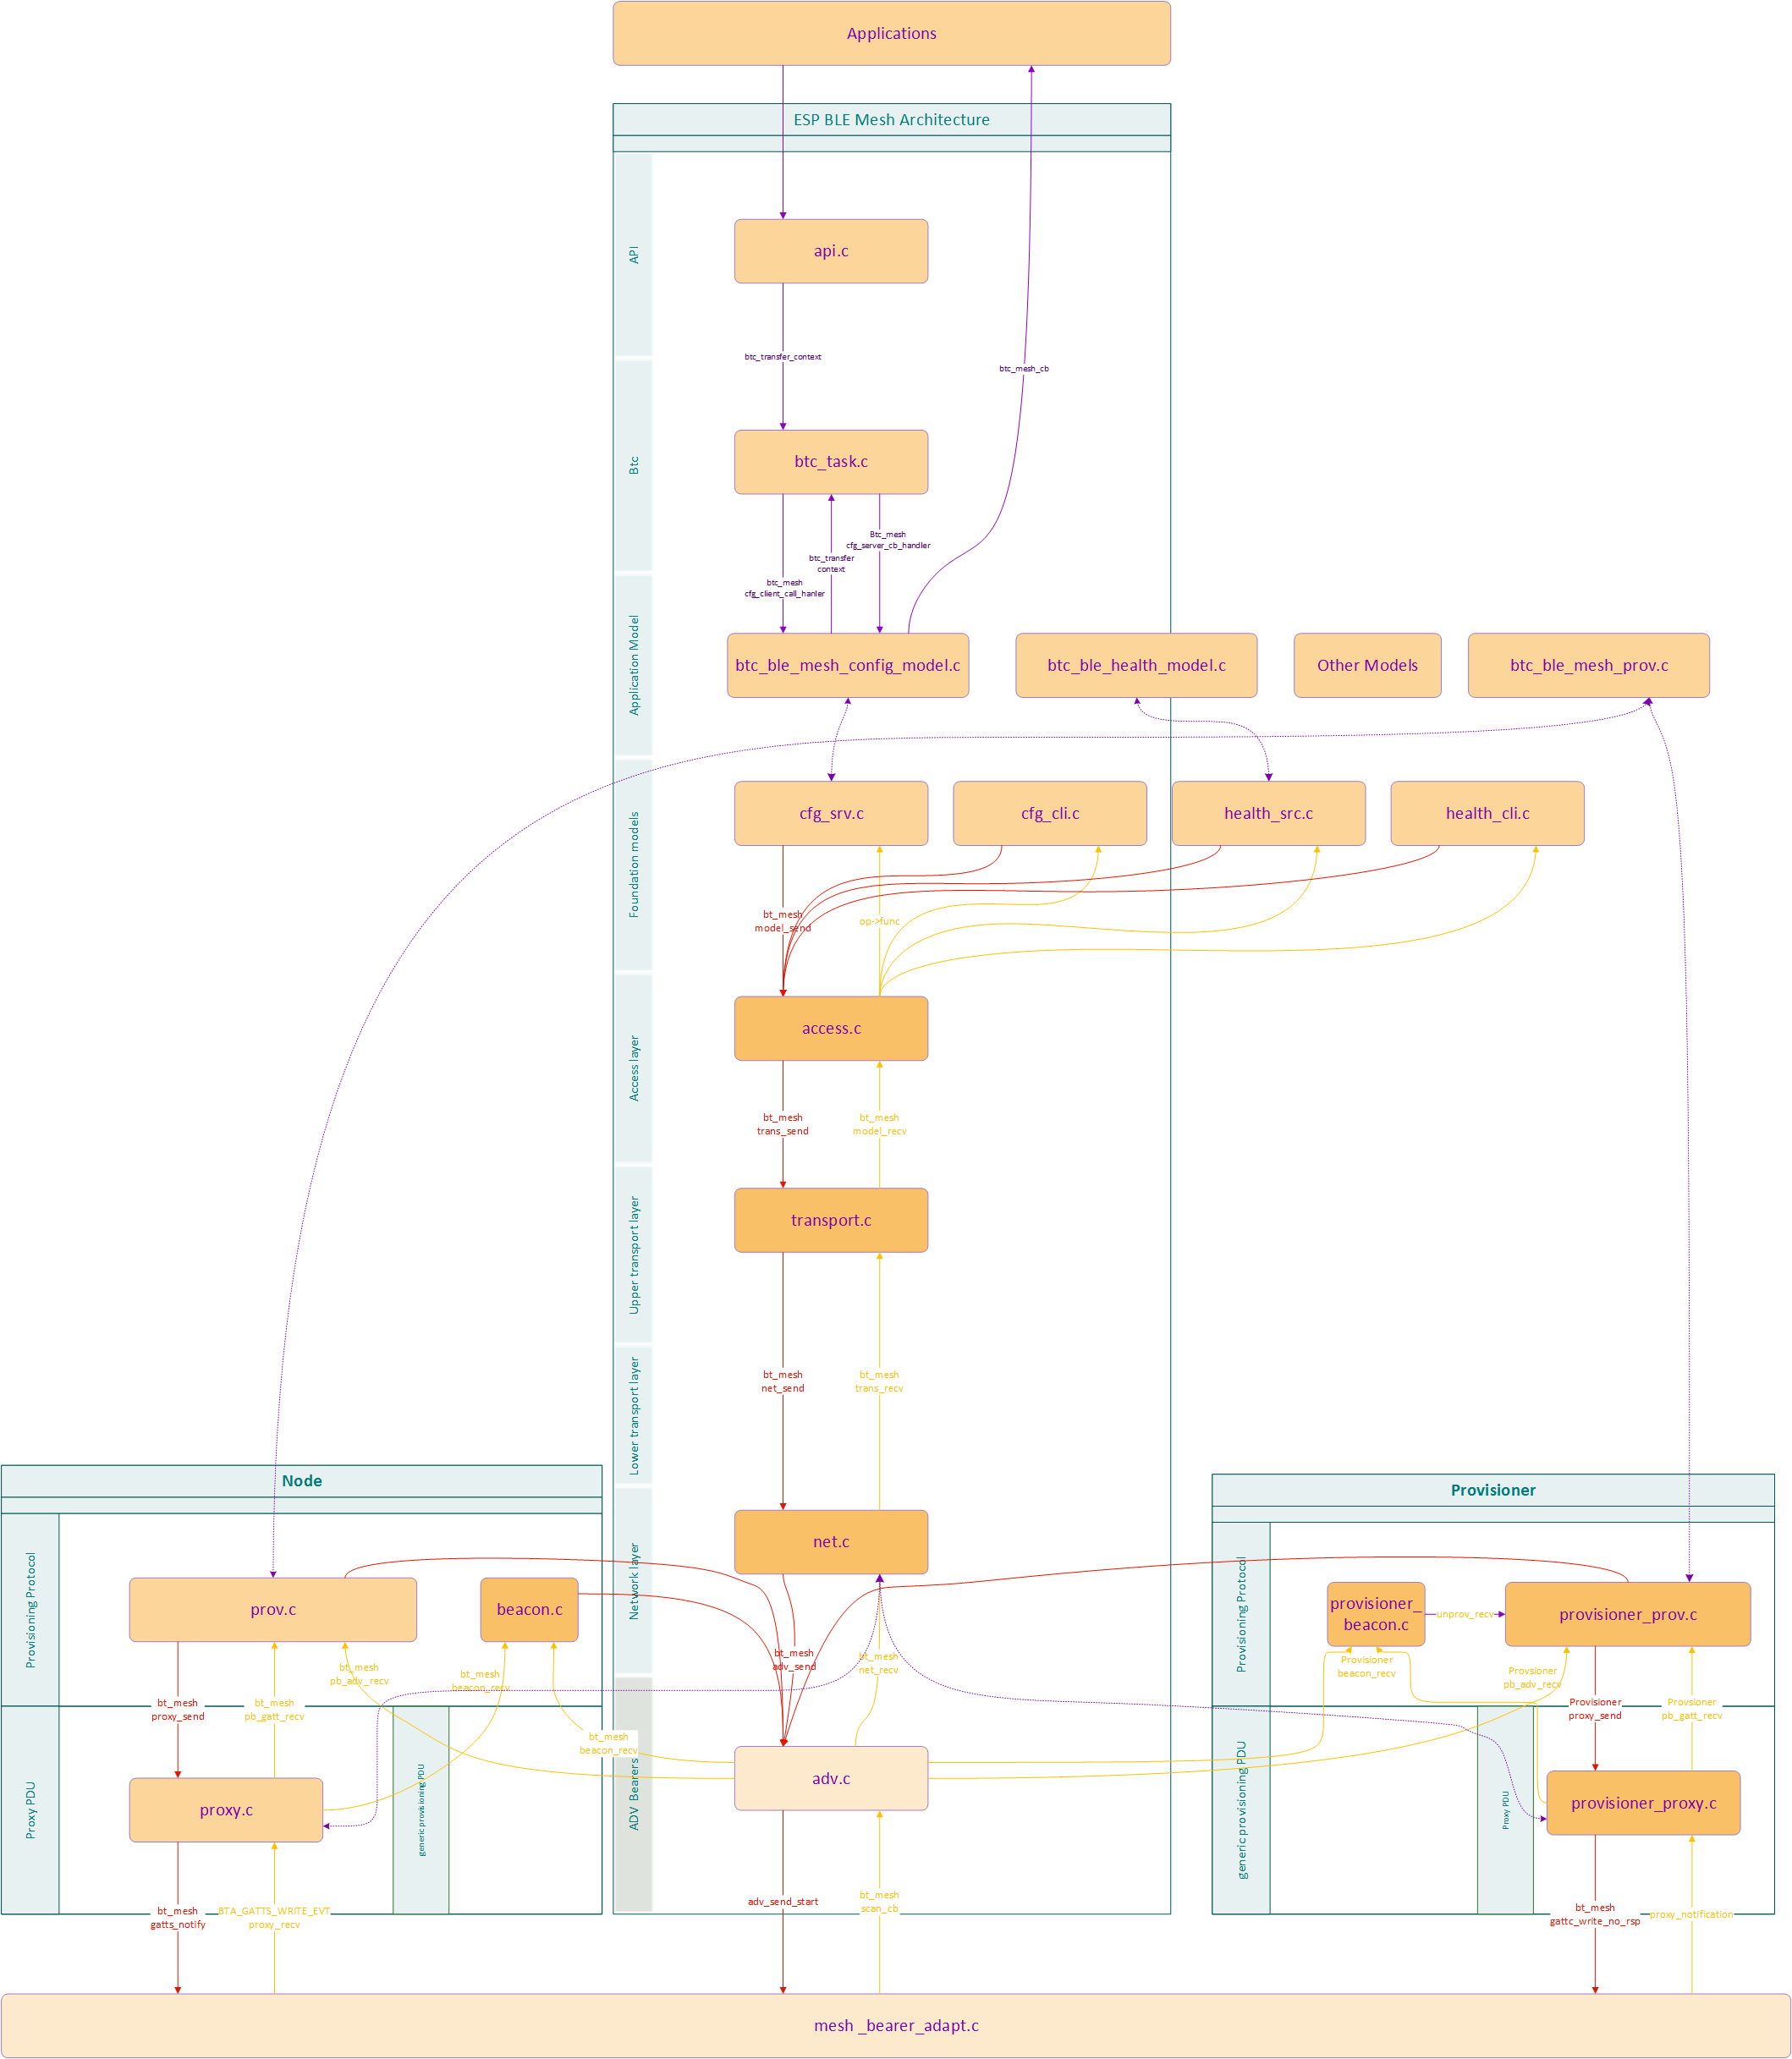 Applications
ESP BLE Mesh Architecture
API
api.c
btc_transfer_context
btc_mesh_cb
Btc
btc_task.c
Btc_mesh
cfg_server_cb_handler
btc_transfer
context
btc_mesh
cfg_client_call_hanler
Application Model
btc_ble_mesh_config_model.c
btc_ble_health_model.c
Other Models
btc_ble_mesh_prov.c
Foundation models
cfg_srv.c
cfg_cli.c
health_src.c
health_cli.c
bt_mesh
model_send
op->func
Access layer
access.c
bt_mesh
trans_send
bt_mesh
model_recv
Upper transport layer
transport.c
Lower transport layer
bt_mesh
net_send
bt_mesh
trans_recv
Network layer
net.c
bt_mesh
adv_send
bt_mesh
net_recv
ADV Bearers
adv.c
adv_send_start
bt_mesh
scan_cb
Node
Provisioning Protocol
prov.c
beacon.c
bt_mesh
pb_adv_recv
bt_mesh
beacon_recv
bt_mesh
proxy_send
bt_mesh
pb_gatt_recv
bt_mesh
beacon_recv
Proxy PDU
proxy.c
generic provisioning PDU
bt_mesh
gatts_notify
BTA_GATTS_WRITE_EVT
proxy_recv
Provisioner
Provisioning Protocol
provisioner_
beacon.c
unprov_recv
provisioner_prov.c
Provisioner
beacon_recv
Provsioner
pb_adv_recv
Provisioner
proxy_send
Provsioner
pb_gatt_recv
generic provisioning PDU
Proxy PDU
provisioner_proxy.c
bt_mesh
gattc_write_no_rsp
proxy_notification
mesh _bearer_adapt.c